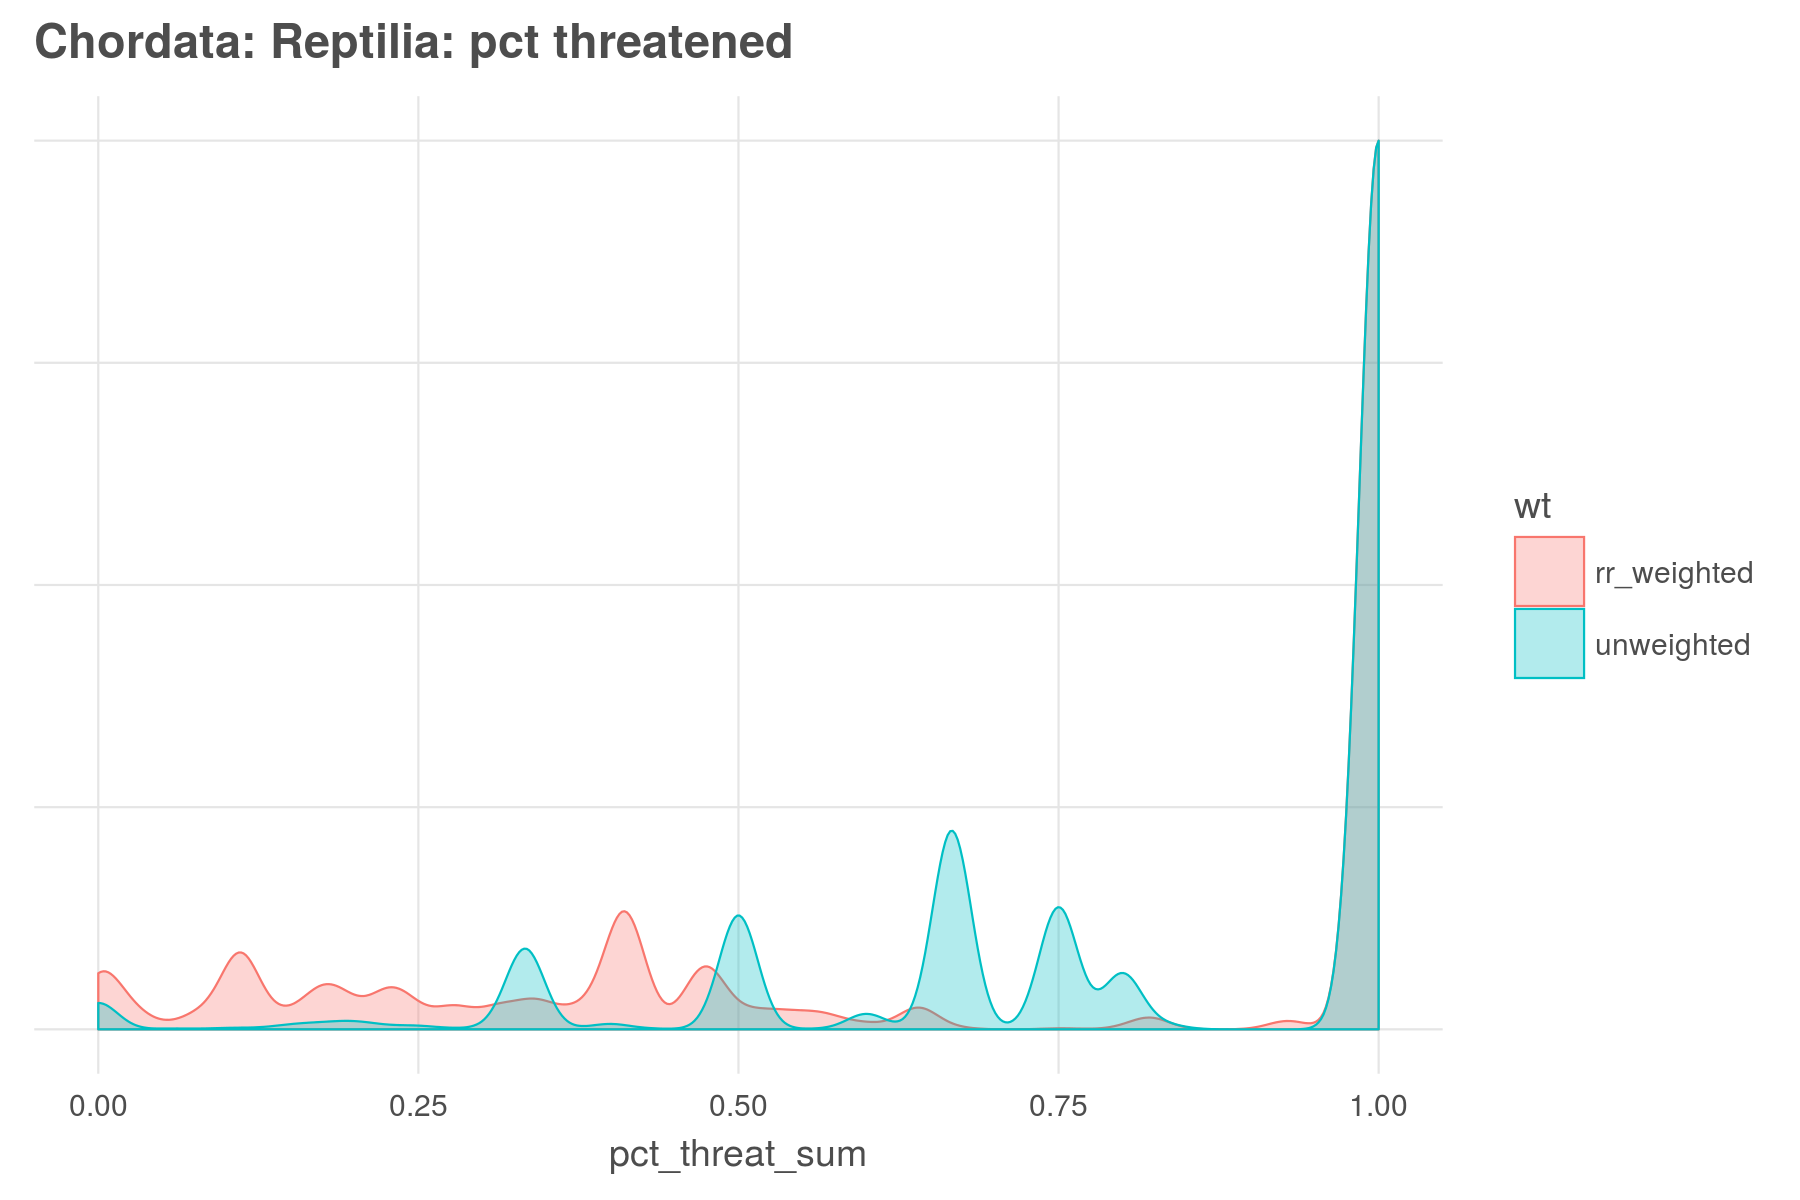 Chordata: Reptilia: pct threatened
wt
rr_weighted
unweighted
0.00 0.25 0.50 0.75 1.00
pct_threat_sum